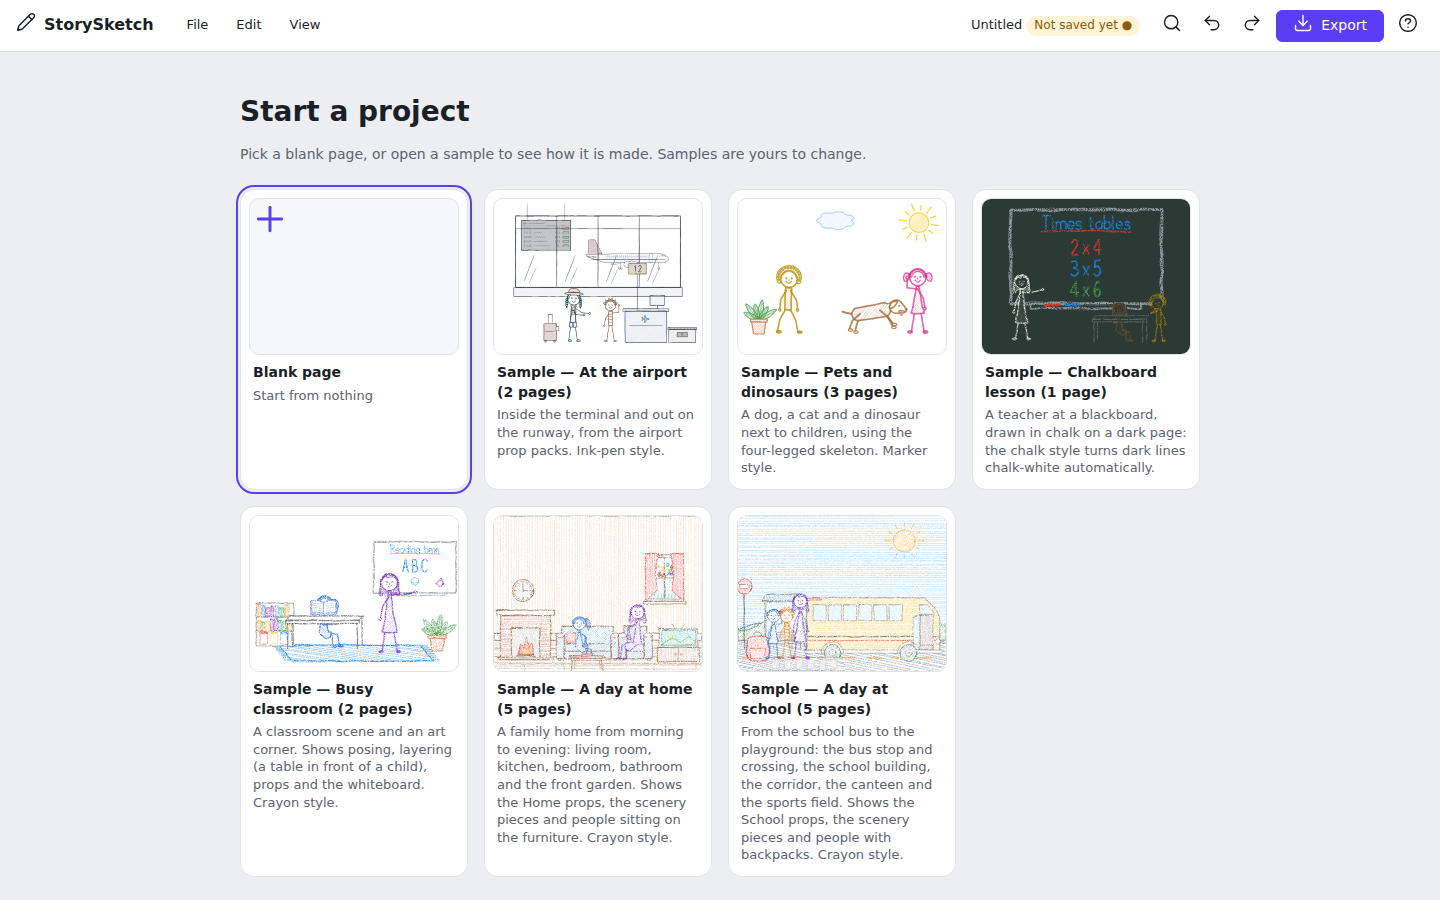 StorySketch File Edit View Untitled Not saved yet Export
Start a project
Pick a blank page, or open a sample to see how it is made. Samples are yours to change.
Blank page
Start from nothing
12
Sample — At the airport
(2 pages)
Inside the terminal and out on
the runway, from the airport
prop packs. Ink-pen style.
Sample — Pets and
dinosaurs (3 pages)
A dog, a cat and a dinosaur
next to children, using the
four-legged skeleton. Marker
style.
Times tables
2 x 4
3 x 5
4 x 6
Sample — Chalkboard
lesson (1 page)
A teacher at a blackboard,
drawn in chalk on a dark page:
the chalk style turns dark lines
chalk-white automatically.
Reading time
ABC
Sample — Busy
classroom (2 pages)
A classroom scene and an art
corner. Shows posing, layering
(a table in front of a child),
props and the whiteboard.
Crayon style.
Sample — A day at home
(5 pages)
A family home from morning
to evening: living room,
kitchen, bedroom, bathroom
and the front garden. Shows
the Home props, the scenery
pieces and people sitting on
the furniture. Crayon style.
Sample — A day at
school (5 pages)
From the school bus to the
playground: the bus stop and
crossing, the school building,
the corridor, the canteen and
the sports field. Shows the
School props, the scenery
pieces and people with
backpacks. Crayon style.